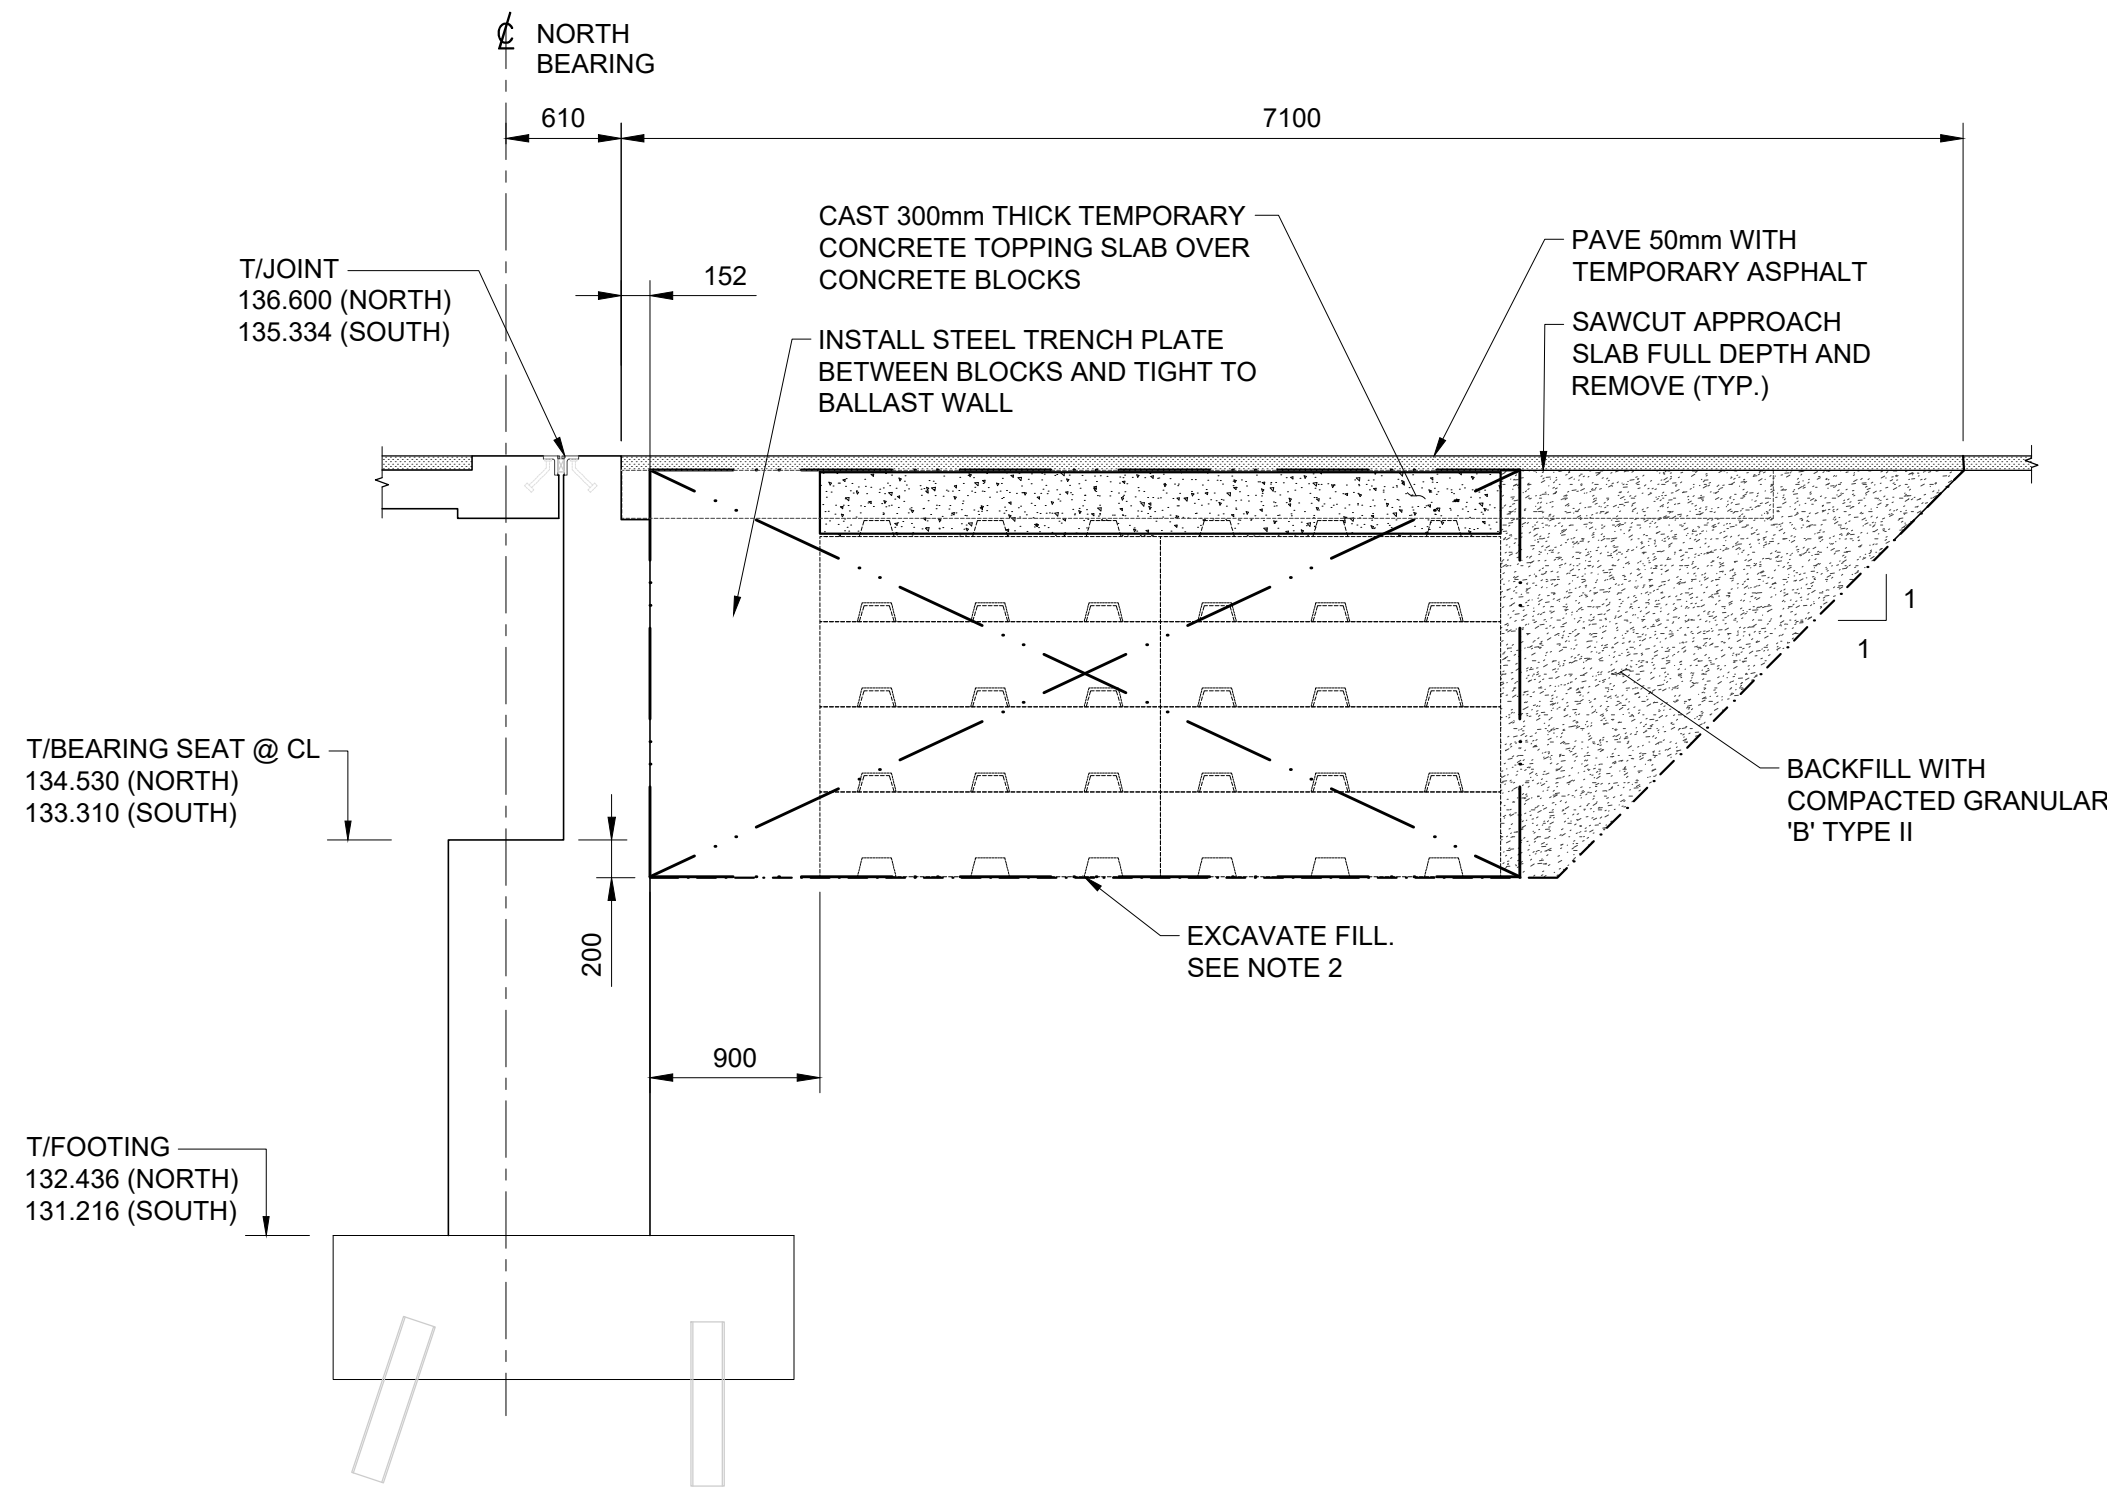 ℄ NORTH
BEARING
610
7100
CAST 300mm THICK TEMPORARY
CONCRETE TOPPING SLAB OVER
CONCRETE BLOCKS
PAVE 50mm WITH
TEMPORARY ASPHALT
T/JOINT
136.600 (NORTH)
135.334 (SOUTH)
152
SAWCUT APPROACH
SLAB FULL DEPTH AND
REMOVE (TYP.)
INSTALL STEEL TRENCH PLATE
BETWEEN BLOCKS AND TIGHT TO
BALLAST WALL
1
1
T/BEARING SEAT @ CL
134.530 (NORTH)
133.310 (SOUTH)
BACKFILL WITH
COMPACTED GRANULAR
'B' TYPE II
200
EXCAVATE FILL.
SEE NOTE 2
900
T/FOOTING
132.436 (NORTH)
131.216 (SOUTH)